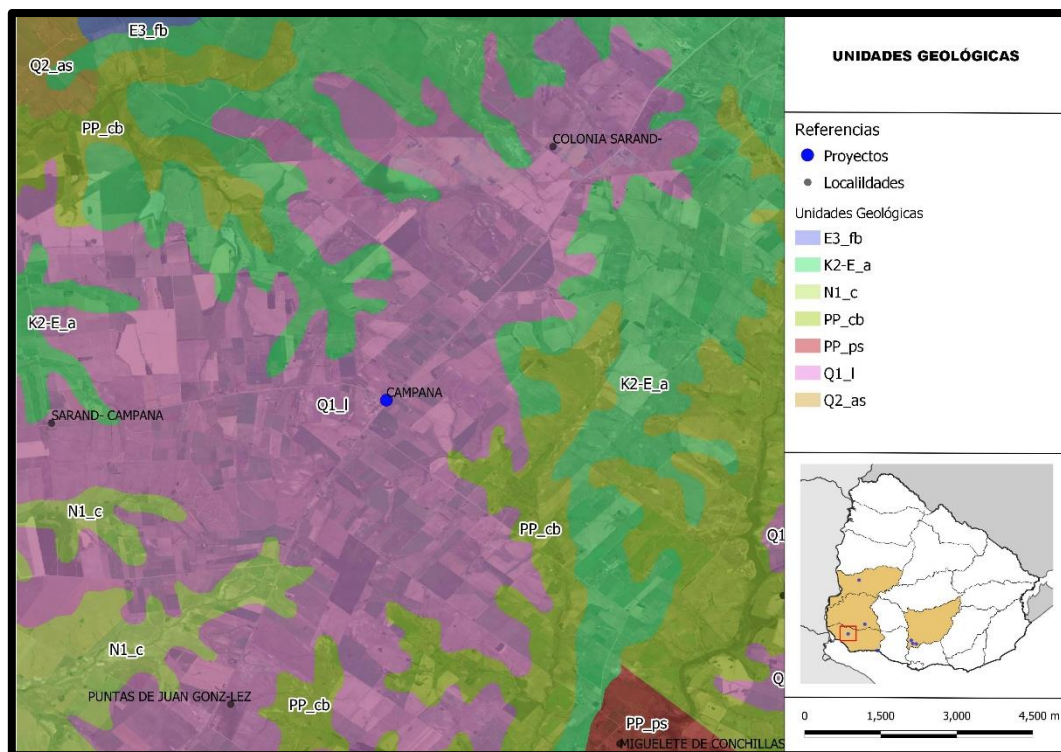 E3_fb
Q2_as
PP_cb
COLONIA SARAND-
K2-E_a
K2-E_a
CAMPANA
Q1_l
SARAND- CAMPANA
N1_c
PP_cb
Q1
N1_c
PUNTAS DE JUAN GONZ-LEZ
PP_cb
Q
PP_ps
MIGUELETE DE CONCHILLAS
UNIDADES GEOLÓGICAS
Referencias
Proyectos
Localildades
Unidades Geológicas
E3_fb
K2-E_a
N1_c
PP_cb
PP_ps
Q1_l
Q2_as
0 1,500 3,000 4,500 m